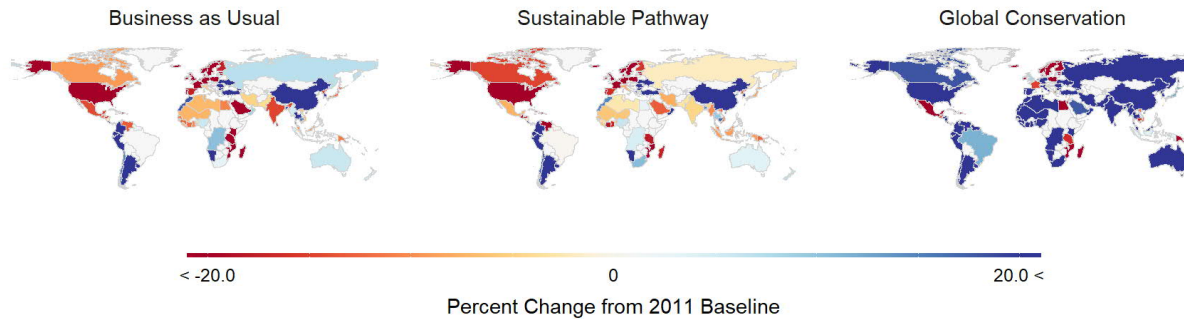 Business as Usual
Sustainable Pathway
Global Conservation
< -20.0
0
20.0 <
Percent Change from 2011 Baseline